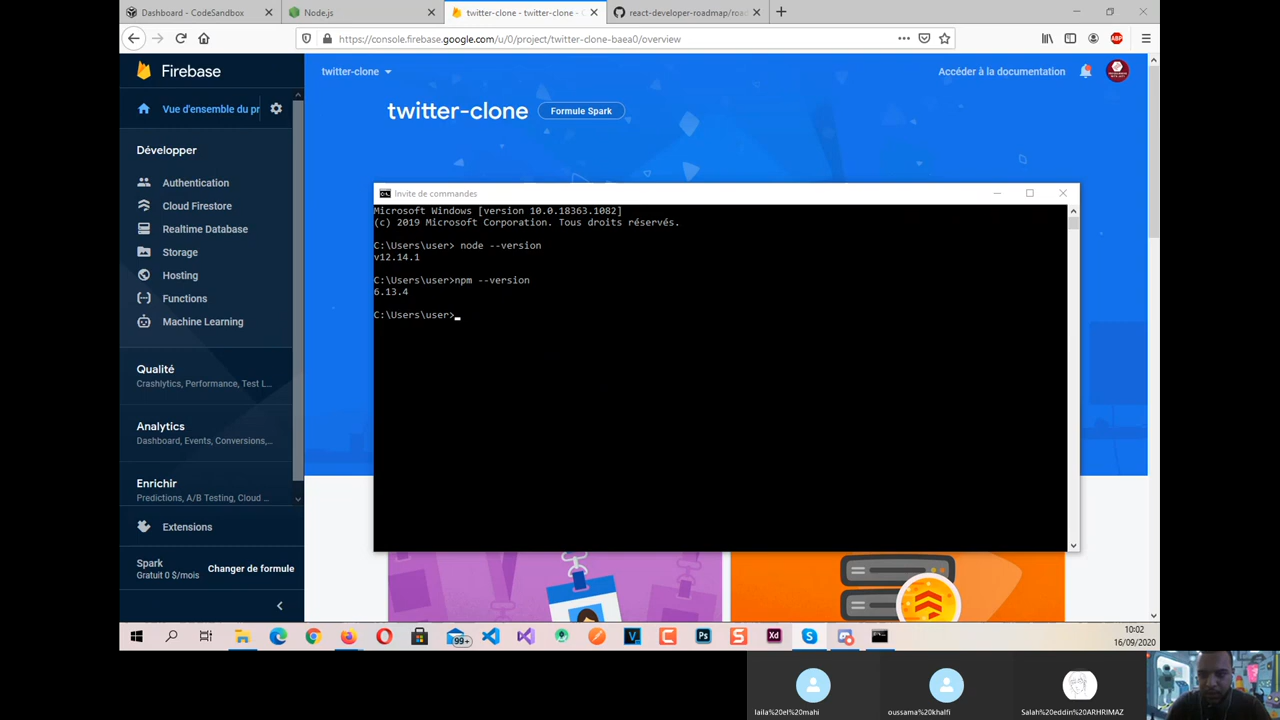 Dashboard - CodeSandbox
Node.js
twitter-clone - twitter-clone -
react-developer-roadmap/roa
https://console.firebase.google.com/u/0/project/twitter-clone-baea0/overview
ABP
Firebase
twitter-clone
Accéder à la documentation
Vue d'ensemble du pr
twitter-clone
Formule Spark
Développer
Authentication
Cloud Firestore
Realtime Database
Storage
Hosting
Functions
Machine Learning
Qualité
Crashlytics, Performance, Test L...
Analytics
Dashboard, Events, Conversions,...
Enrichir
Predictions, A/B Testing, Cloud ...
Extensions
Spark
Gratuit 0 $/mois
Changer de formule
Invite de commandes
Microsoft Windows [version 10.0.18363.1082]
(c) 2019 Microsoft Corporation. Tous droits réservés.
C:\Users\user> node --version
v12.14.1
C:\Users\user>npm --version
6.13.4
C:\Users\user>
99+
Ps
Xd
10:02
16/09/2020
laila%20el%20mahi
oussama%20khalfi
Salah%20eddin%20ARHRIMAZ